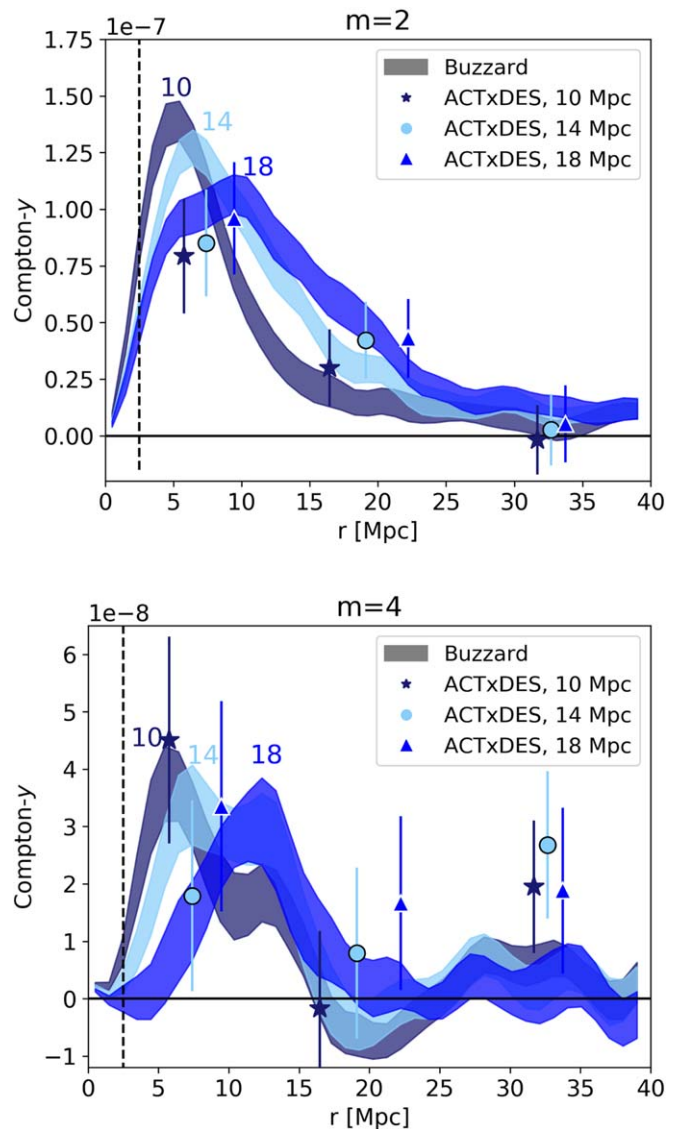 1e−7
m=2
1.75
1.50
1.25
1.00
0.75
0.50
0.25
0.00
Compton-y
Buzzard
ACTxDES, 10 Mpc
ACTxDES, 14 Mpc
ACTxDES, 18 Mpc
10
14
18
0 5 10 15 20 25 30 35 40
r [Mpc]
1e−8
m=4
6
5
4
3
2
1
0
−1
Compton-y
Buzzard
ACTxDES, 10 Mpc
ACTxDES, 14 Mpc
ACTxDES, 18 Mpc
10
14
18
0 5 10 15 20 25 30 35 40
r [Mpc]